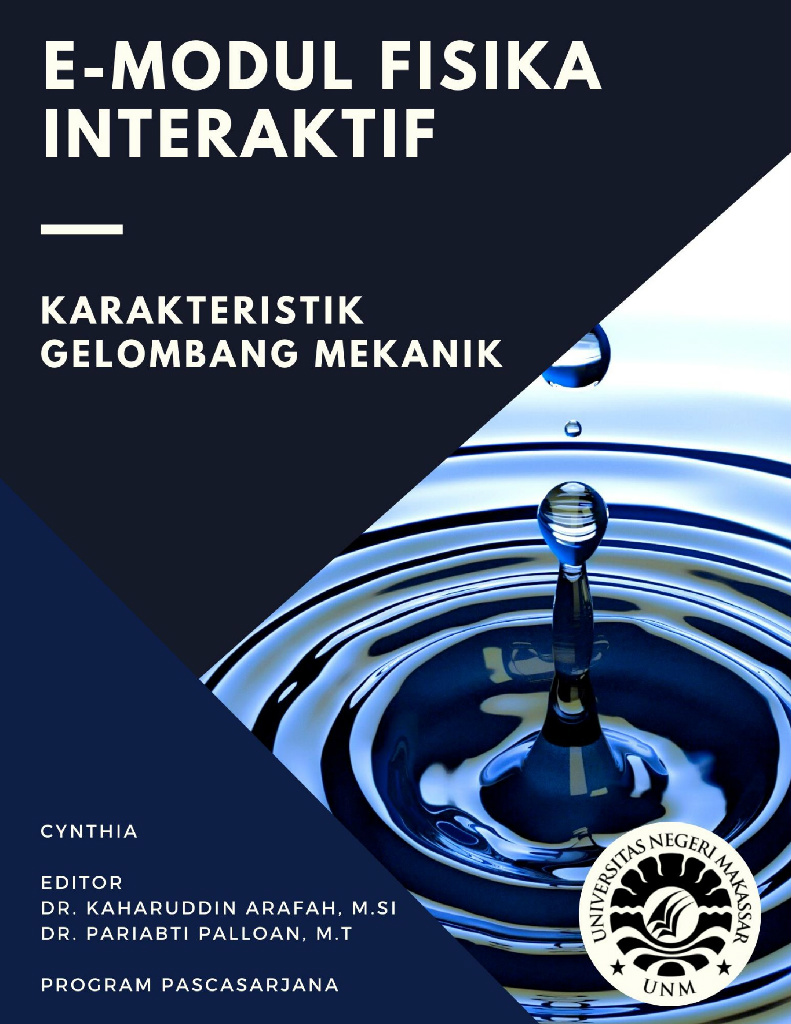 E-MODUL FISIKA
INTERAKTIF
KARAKTERISTIK
GELOMBANG MEKANIK
CYNTHIA
EDITOR
DR. KAHARUDDIN ARAFAH, M.SI
DR. PARIABTI PALLOAN, M.T
PROGRAM PASCASARJANA
UNIVERSITAS NEGERI MAKASSAR
UNM